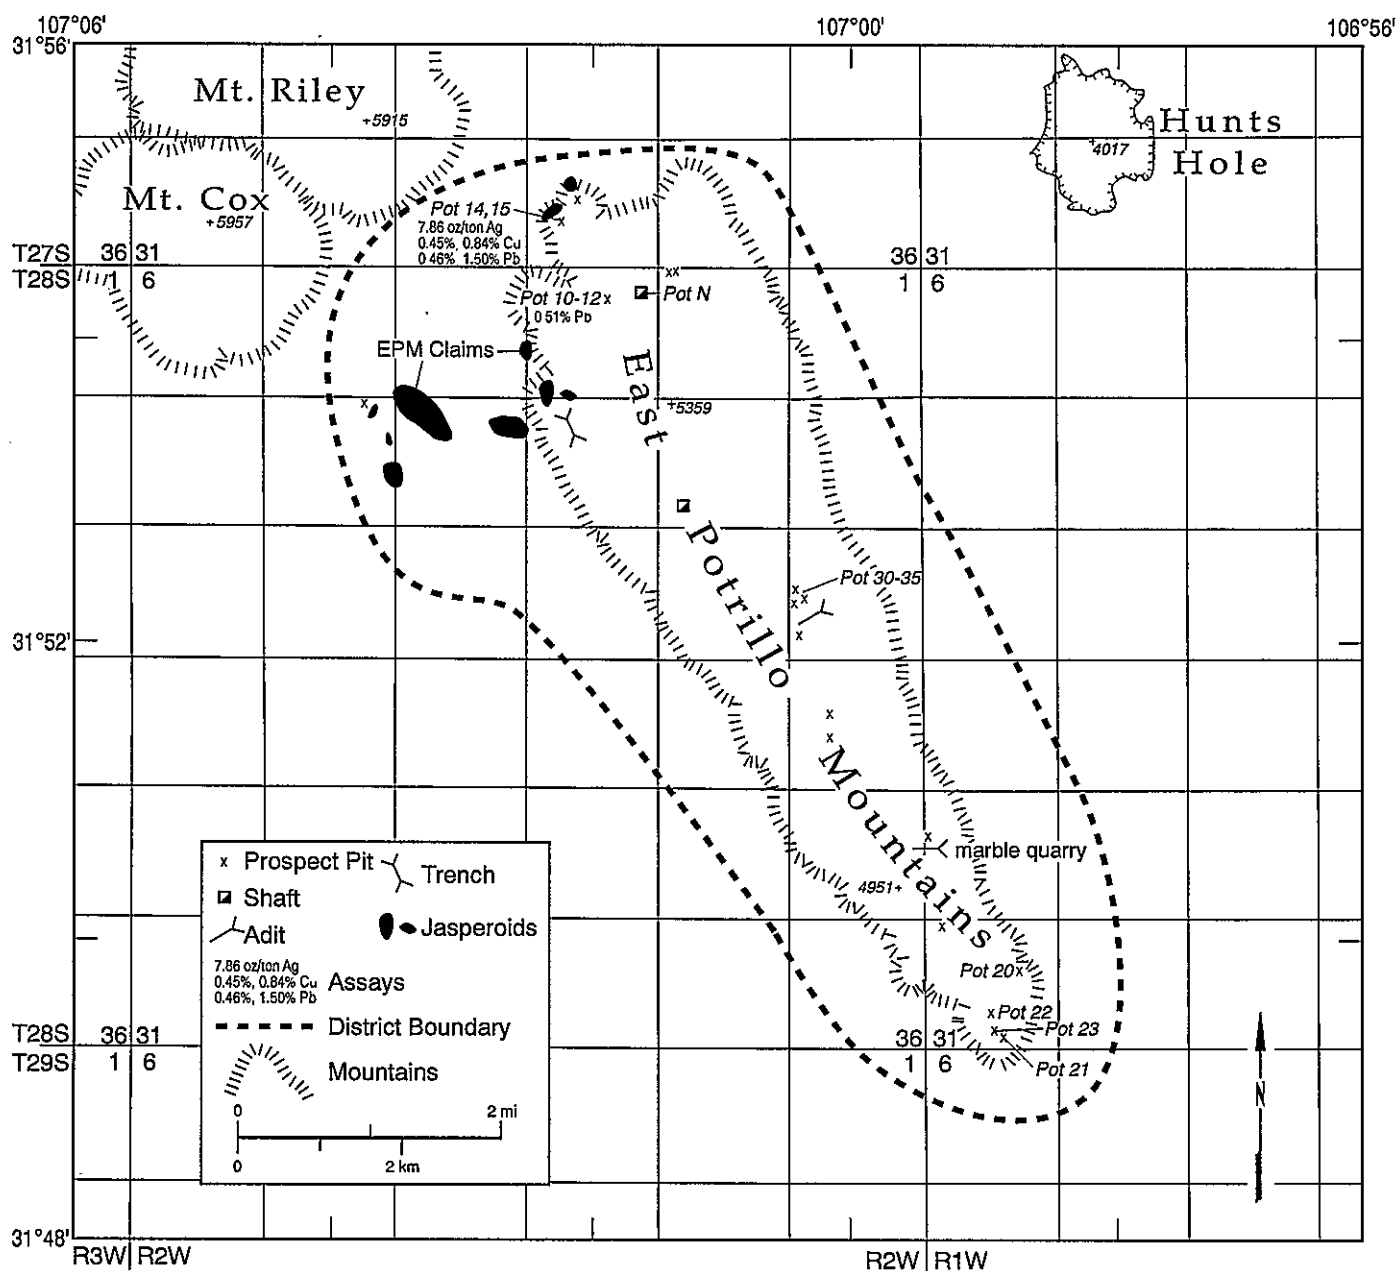 107°06'
107°00'
106°56'
31°56'
Mt. Riley
+5915
Hunts
Hole
+4017
Mt. Cox
+5957
Pot 14,15
7.86 oz/ton Ag
0.45%, 0.84% Cu
0.46% 1.50% Pb
T27S
36 31
36 31
T28S
1 6
1 6
Pot 10-12x
0 51% Pb
Pot N
EPM Claims
East
+5359
Potrillo
Pot 30-35
31°52'
Mountains
marble quarry
4951+
Pot 20x
xPot 22
Pot 23
Pot 21
x Prospect Pit
Trench
Shaft
Adit
Jasperoids
7.86 oz/ton Ag
0.45%, 0.84% Cu
0.46%, 1.50% Pb
Assays
District Boundary
Mountains
0
2 mi
0
2 km
T28S
36 31
36 31
T29S
1 6
1 6
N
31°48'
R3W R2W
R2W R1W